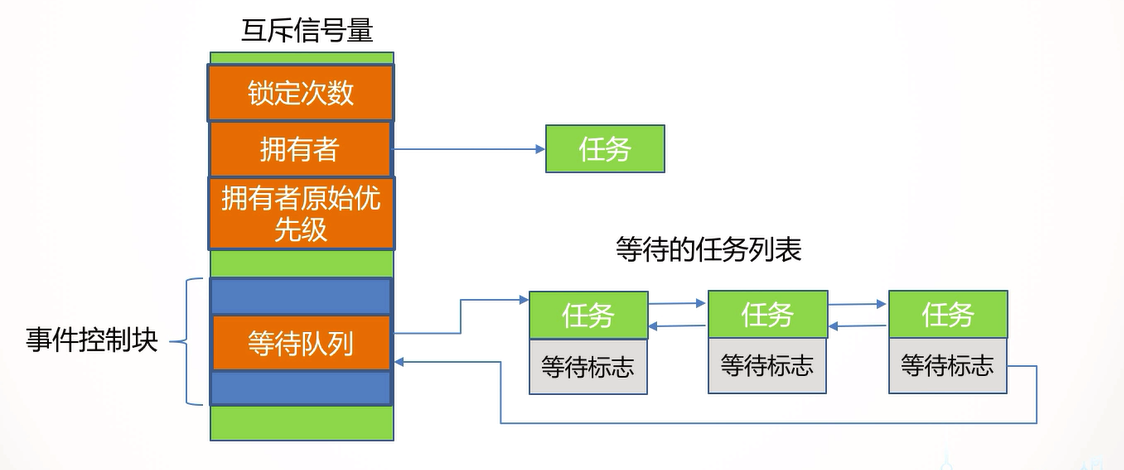 互斥信号量
锁定次数
拥有者
任务
拥有者原始优
先级
等待的任务列表
任务
任务
任务
事件控制块
等待队列
等待标志
等待标志
等待标志